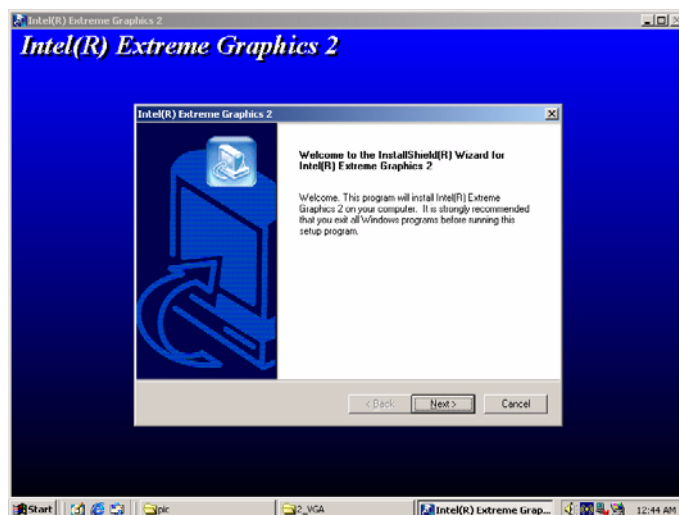 Intel(R) Extreme Graphics 2
Intel(R) Extreme Graphics 2
Intel(R) Extreme Graphics 2
Welcome to the InstallShield(R) Wizard for
Intel(R) Extreme Graphics 2
Welcome. This program will install Intel(R) Extreme
Graphics 2 on your computer. It is strongly recommended
that you exit all Windows programs before running this
setup program.
< Back Next > Cancel
Start pic 2_VGA Intel(R) Extreme Grap... 12:44 AM